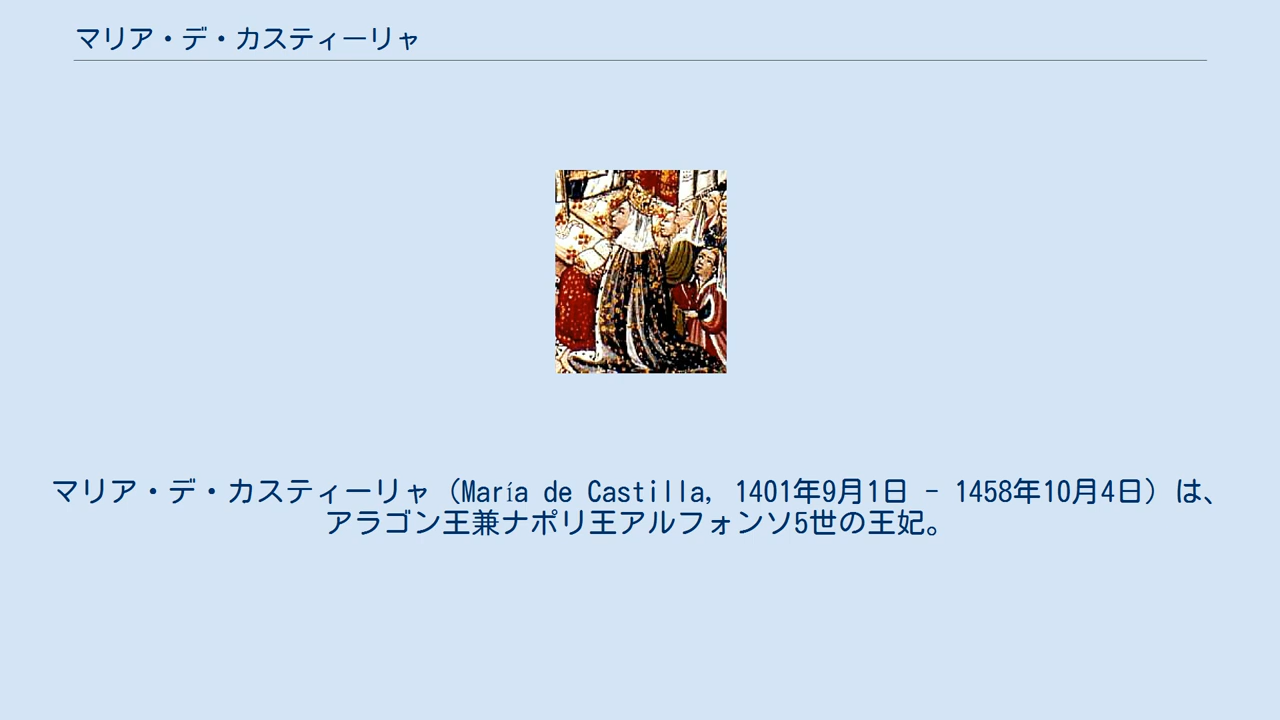 マリア・デ・カスティーリャ
マリア・デ・カスティーリャ（María de Castilla, 1401年9月1日 - 1458年10月4日）は、
アラゴン王兼ナポリ王アルフォンソ5世の王妃。